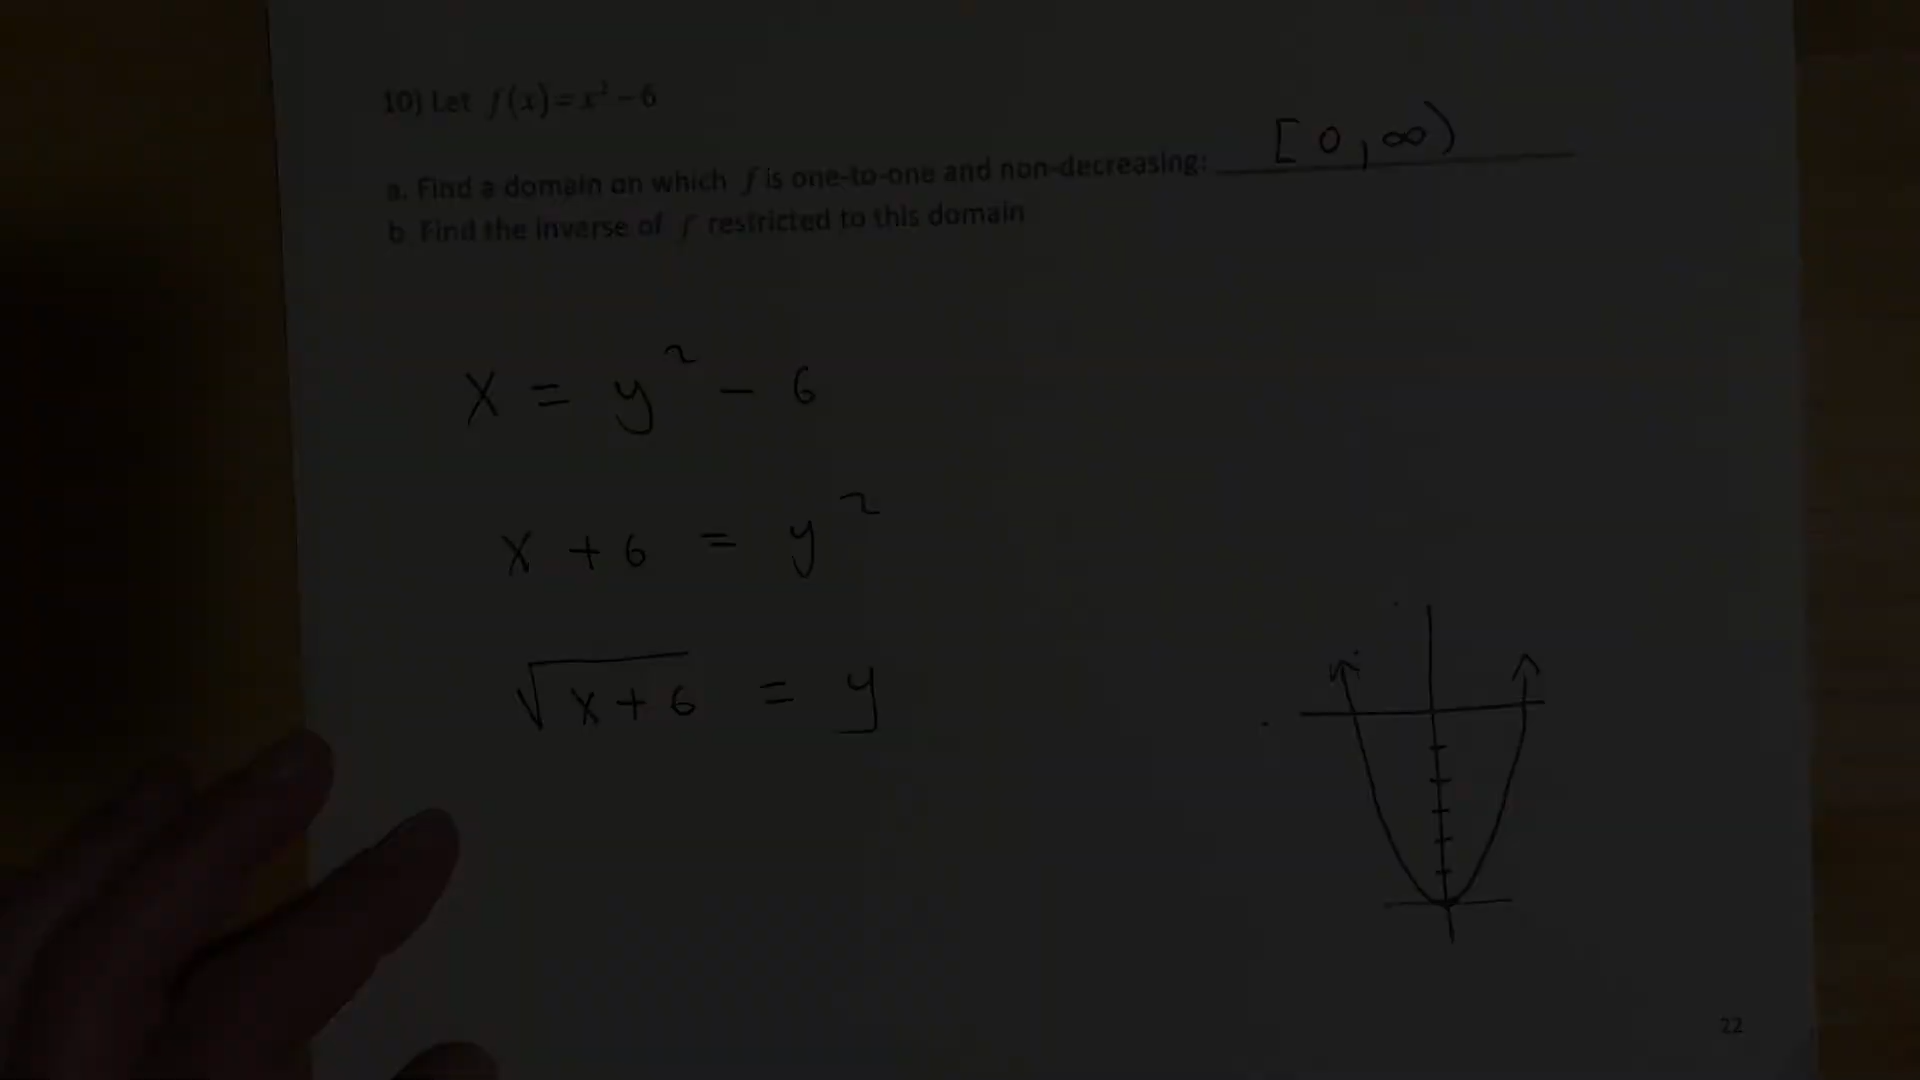 10) Let f(x)=x²−6
a. Find a domain on which f is one-to-one and non-decreasing: [0,∞)
b. Find the inverse of f restricted to this domain
x = y² − 6
x + 6 = y²
√x+6 = y
22